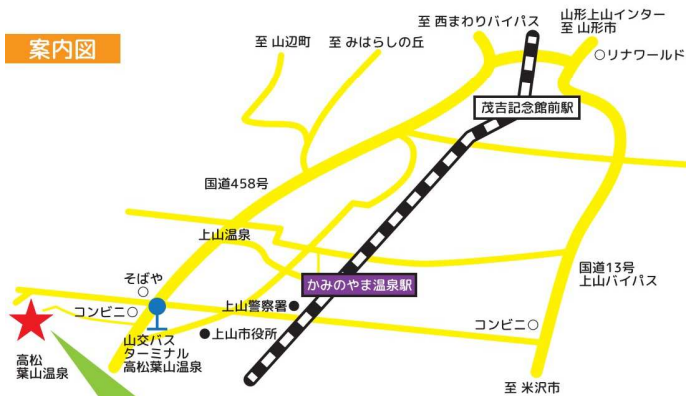 案内図
至 山辺町
至 みはらしの丘
至 西まわりバイパス
山形上山インター
至 山形市
○リナワールド
茂吉記念館前駅
国道458号
上山温泉
国道13号
上山バイパス
かみのやま温泉駅
そばや
○
コンビニ○
上山警察署●
●上山市役所
コンビニ○
山交バス
ターミナル
高松葉山温泉
高松
葉山温泉
至 米沢市